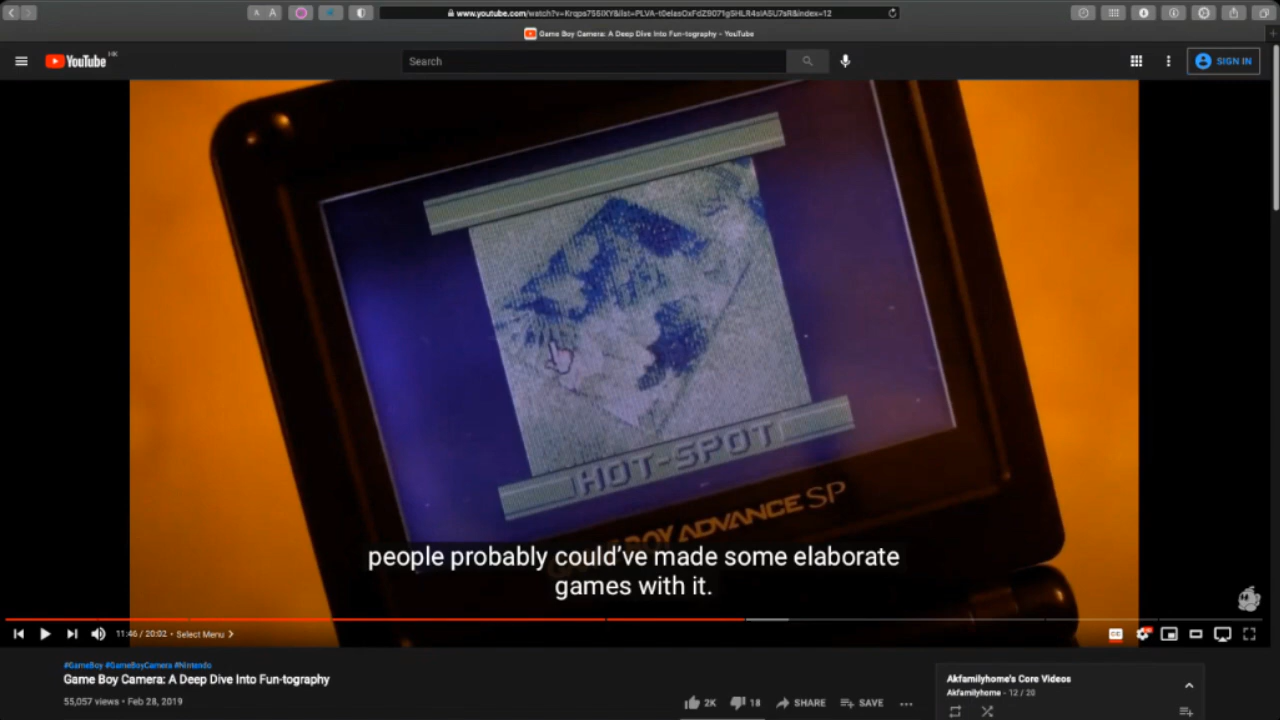 A A
www.youtube.com/watch?v=Krqps755IXY&list=PLVA-t0elasOxFdZ8071g5HLR4sIASU7sR&index=12
Game Boy Camera: A Deep Dive Into Fun-tography - YouTube
YouTube HK
Search
SIGN IN
HOT-SPOT
BOY ADVANCE SP
people probably could've made some elaborate
games with it.
11:46 / 20:02 • Select Menu
CC
#GameBoy #GameBoyCamera #Nintendo
Game Boy Camera: A Deep Dive Into Fun-tography
55,057 views • Feb 28, 2019
2K
18
SHARE
SAVE
Akfamilyhome's Core Videos
Akfamilyhome - 12 / 20